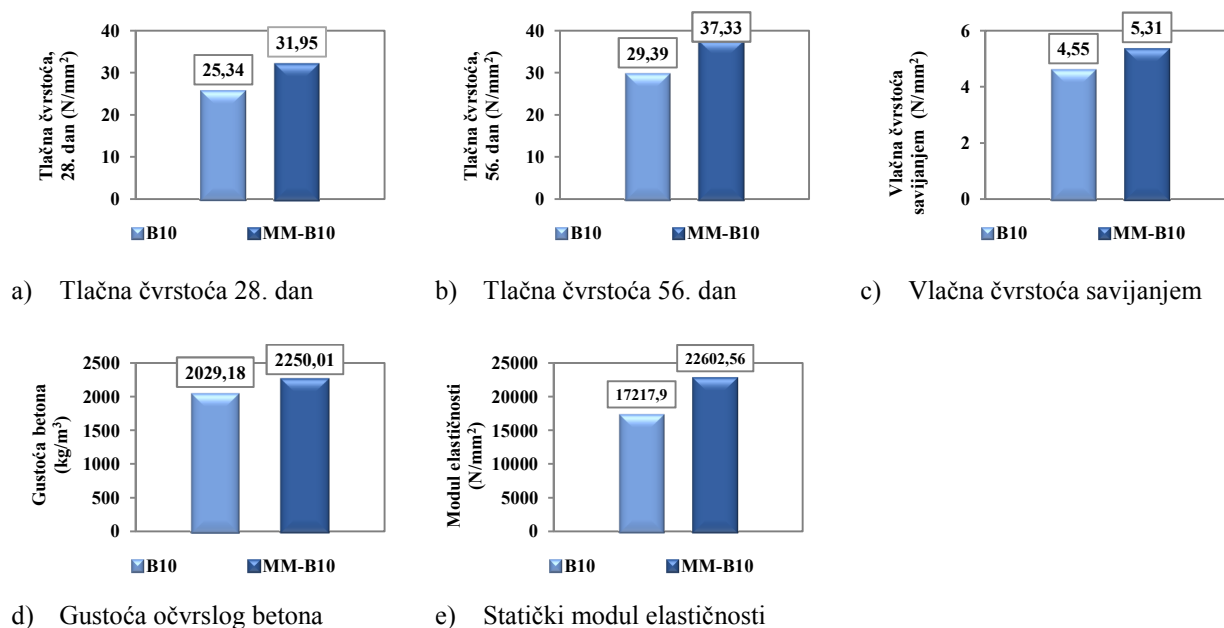 Tlačna čvrstoća,
28. dan (N/mm²)
40
30
20
10
0
25,34
31,95
B10 MM-B10
a) Tlačna čvrstoća 28. dan
Tlačna čvrstoća,
56. dan (N/mm²)
40
30
20
10
0
29,39
37,33
B10 MM-B10
b) Tlačna čvrstoća 56. dan
Vlačna čvrstoća
savijanjem (N/mm²)
6
4
2
0
4,55
5,31
B10 MM-B10
c) Vlačna čvrstoća savijanjem
Gustoća betona
(kg/m³)
2500
2000
1500
1000
500
0
2029,18
2250,01
B10 MM-B10
d) Gustoća očvrslog betona
Modul elastičnosti
(N/mm²)
25000
20000
15000
10000
5000
0
17217,9
22602,56
B10 MM-B10
e) Statički modul elastičnosti